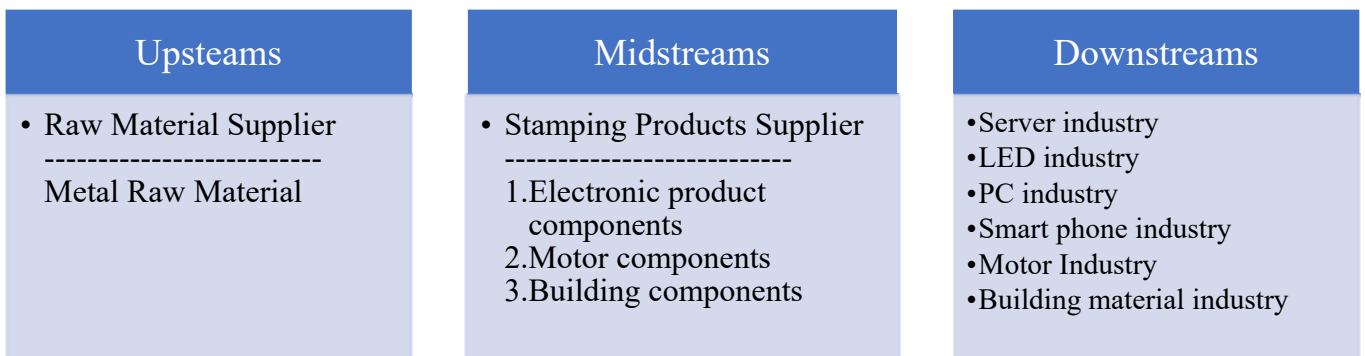 Upsteams
• Raw Material Supplier
--------------------------
Metal Raw Material
Midstreams
• Stamping Products Supplier
---------------------------
1.Electronic product
components
2.Motor components
3.Building components
Downstreams
•Server industry
•LED industry
•PC industry
•Smart phone industry
•Motor Industry
•Building material industry